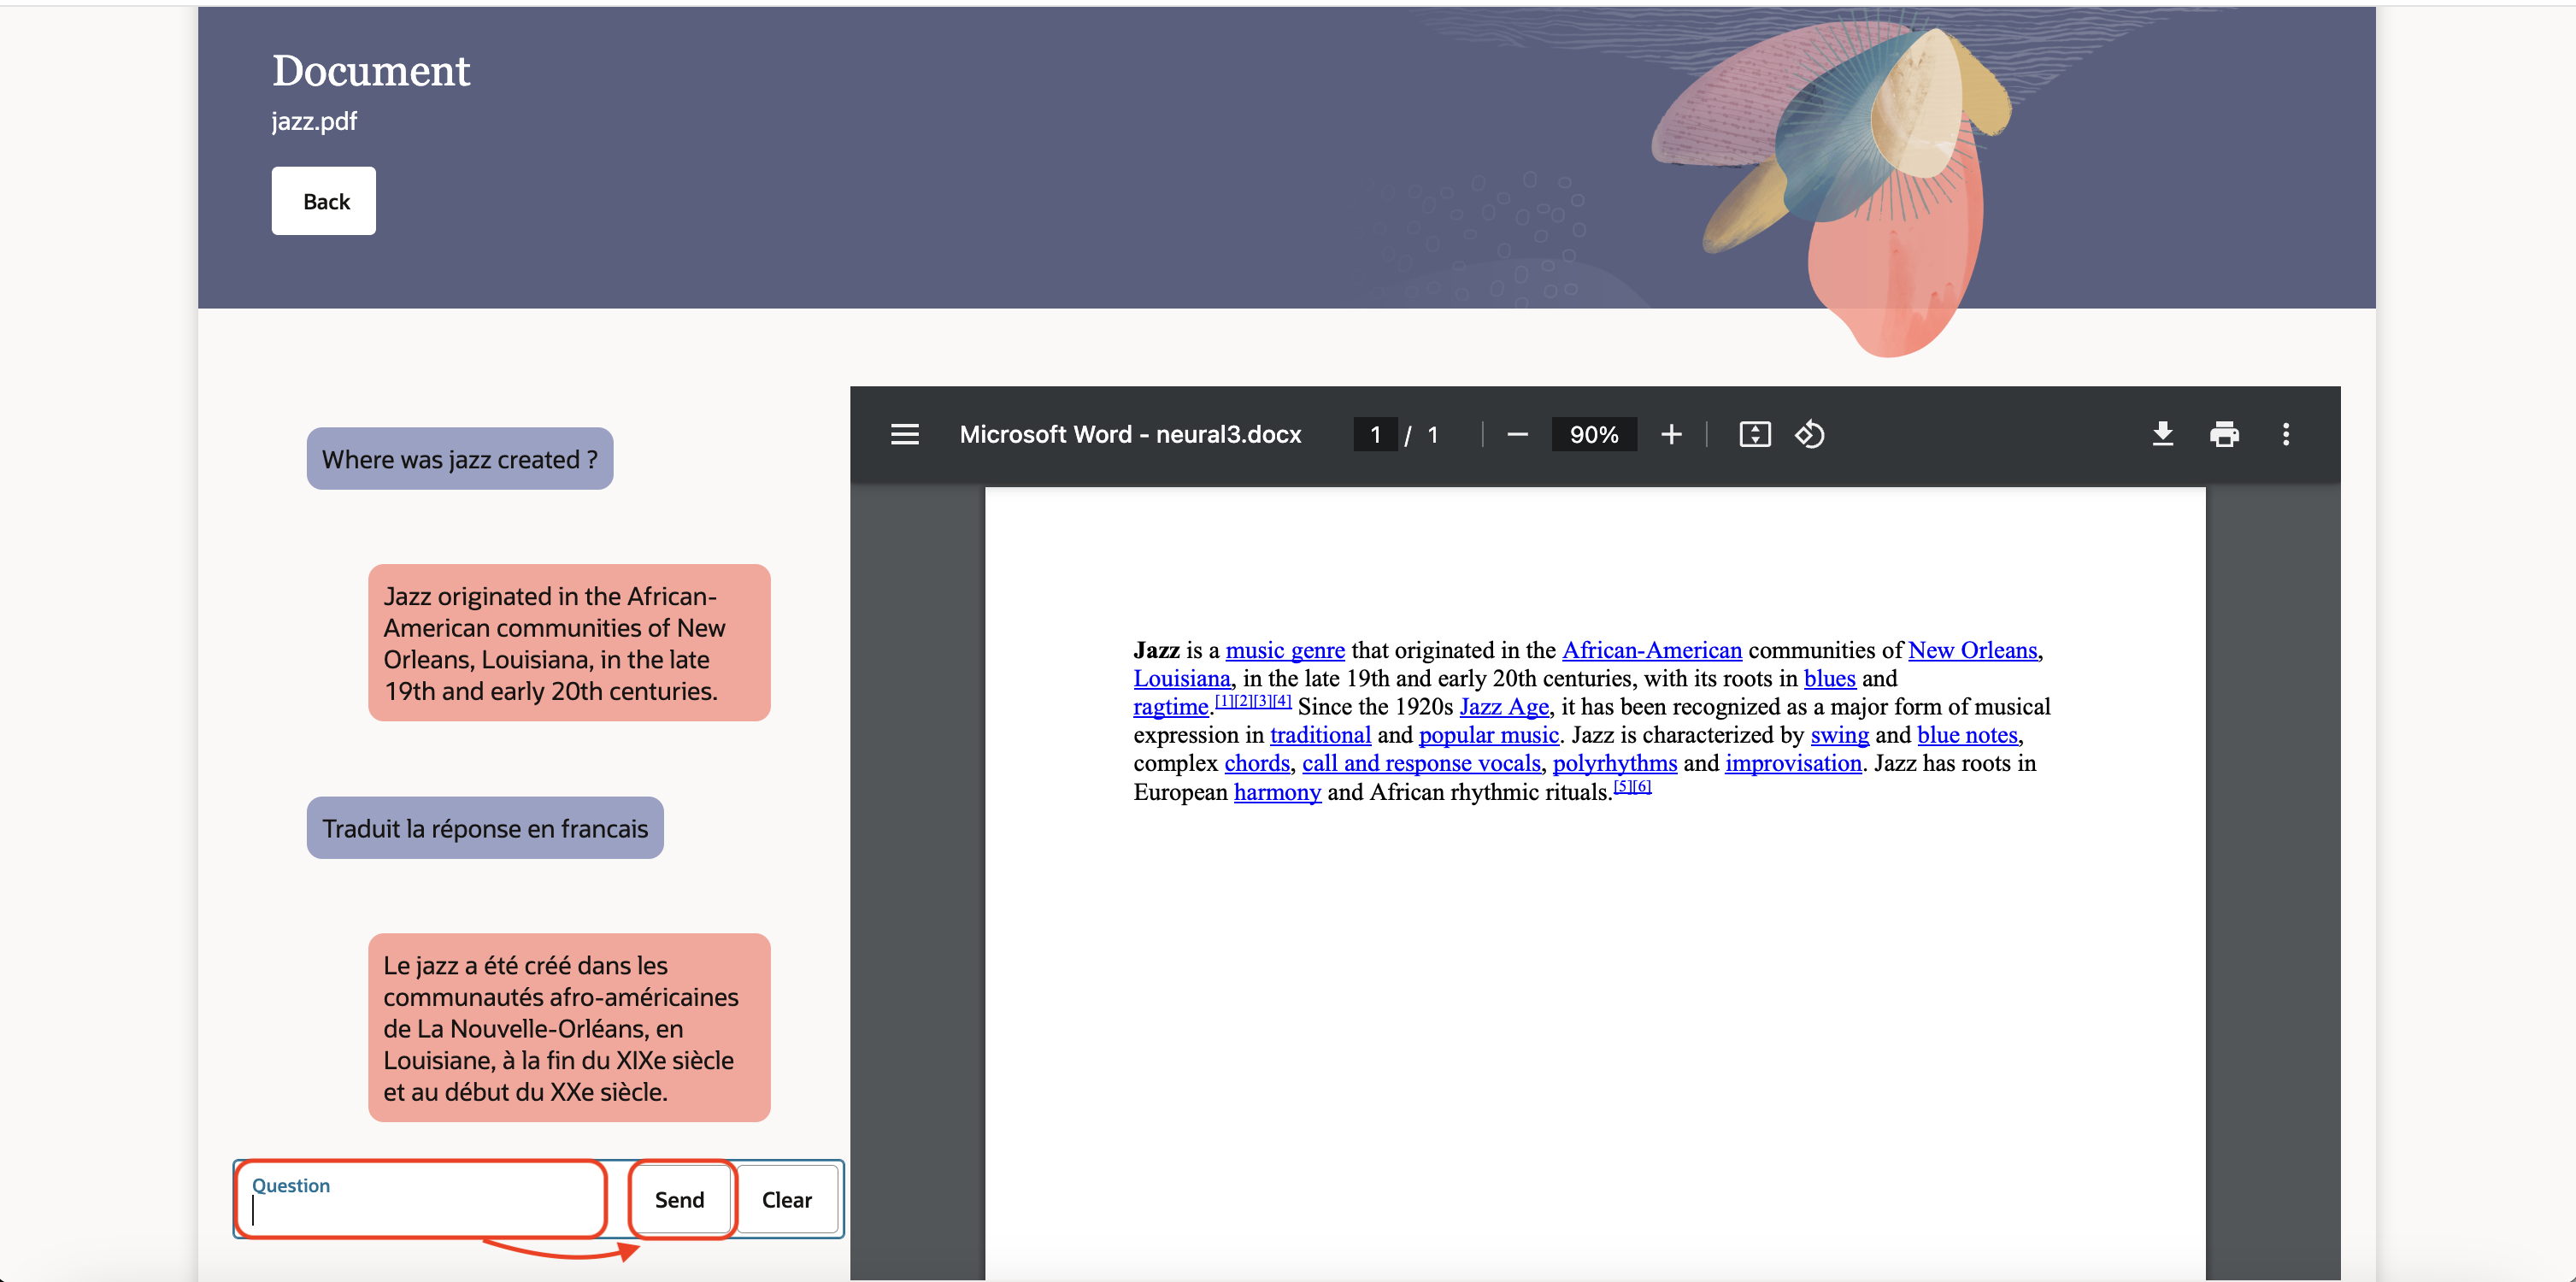 Document
jazz.pdf
Back
Where was jazz created ?
Jazz originated in the African-
American communities of New
Orleans, Louisiana, in the late
19th and early 20th centuries.
Traduit la réponse en francais
Le jazz a été créé dans les
communautés afro-américaines
de La Nouvelle-Orléans, en
Louisiane, à la fin du XIXe siècle
et au début du XXe siècle.
Question
Send
Clear
Microsoft Word - neural3.docx
1 / 1
90%
Jazz is a music genre that originated in the African-American communities of New Orleans,
Louisiana, in the late 19th and early 20th centuries, with its roots in blues and
ragtime.[1][2][3][4] Since the 1920s Jazz Age, it has been recognized as a major form of musical
expression in traditional and popular music. Jazz is characterized by swing and blue notes,
complex chords, call and response vocals, polyrhythms and improvisation. Jazz has roots in
European harmony and African rhythmic rituals.[5][6]